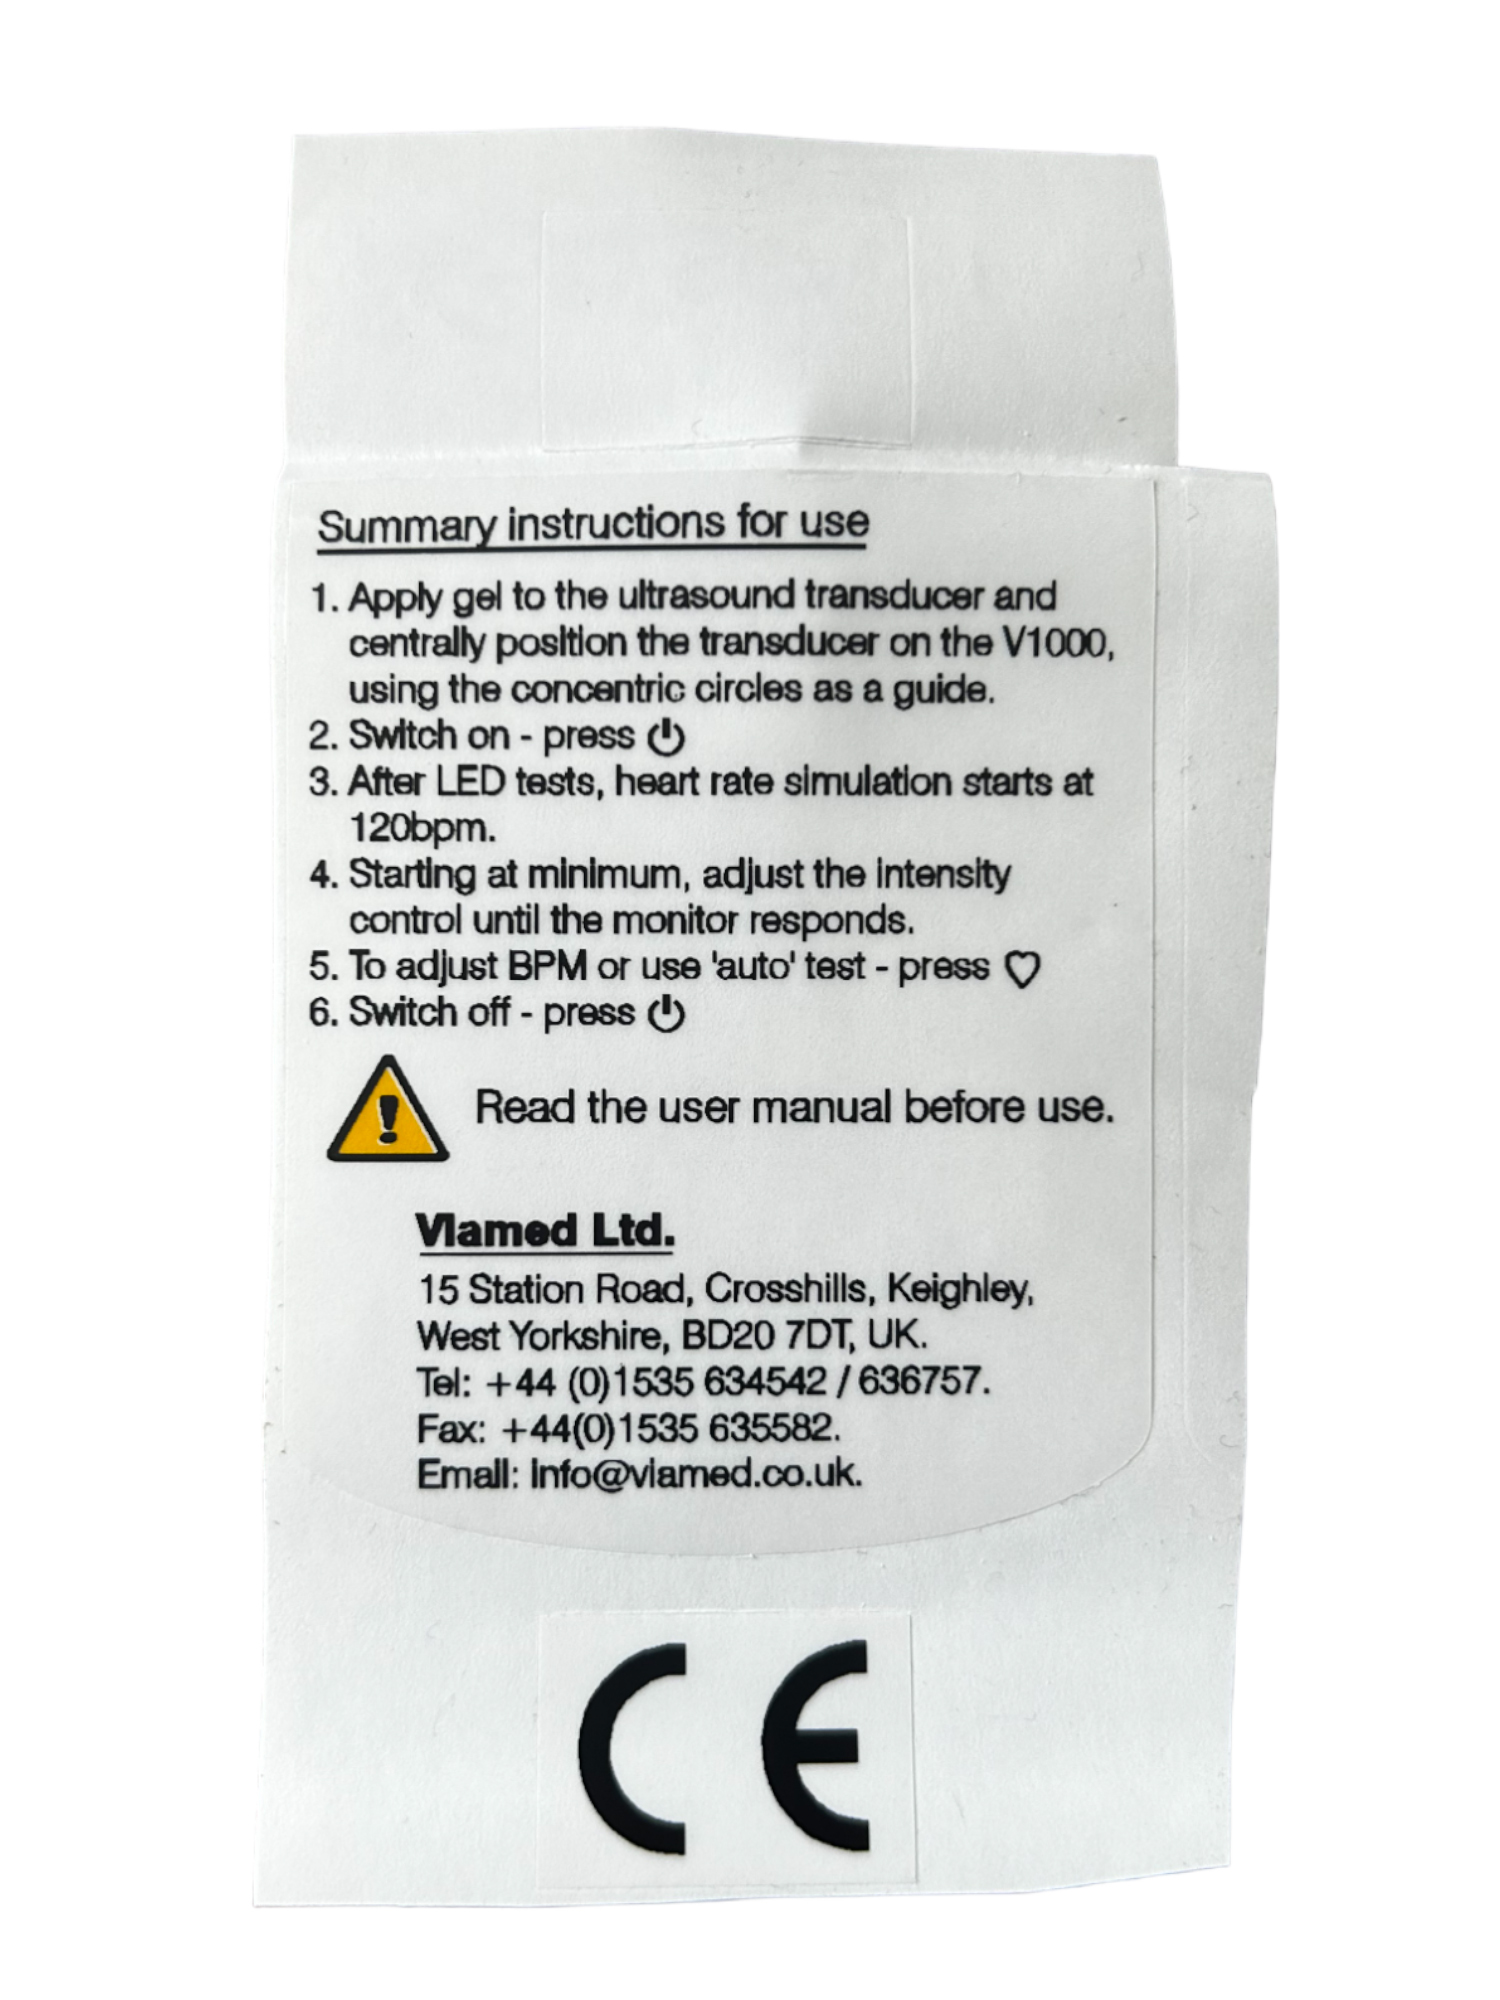 Summary instructions for use
1. Apply gel to the ultrasound transducer and
centrally position the transducer on the V1000,
using the concentric circles as a guide.
2. Switch on - press ⏻
3. After LED tests, heart rate simulation starts at
120bpm.
4. Starting at minimum, adjust the intensity
control until the monitor responds.
5. To adjust BPM or use 'auto' test - press ♡
6. Switch off - press ⏻
Read the user manual before use.
Viamed Ltd.
15 Station Road, Crosshills, Keighley,
West Yorkshire, BD20 7DT, UK.
Tel: +44 (0)1535 634542 / 636757.
Fax: +44(0)1535 635582.
Email: info@viamed.co.uk.
CE